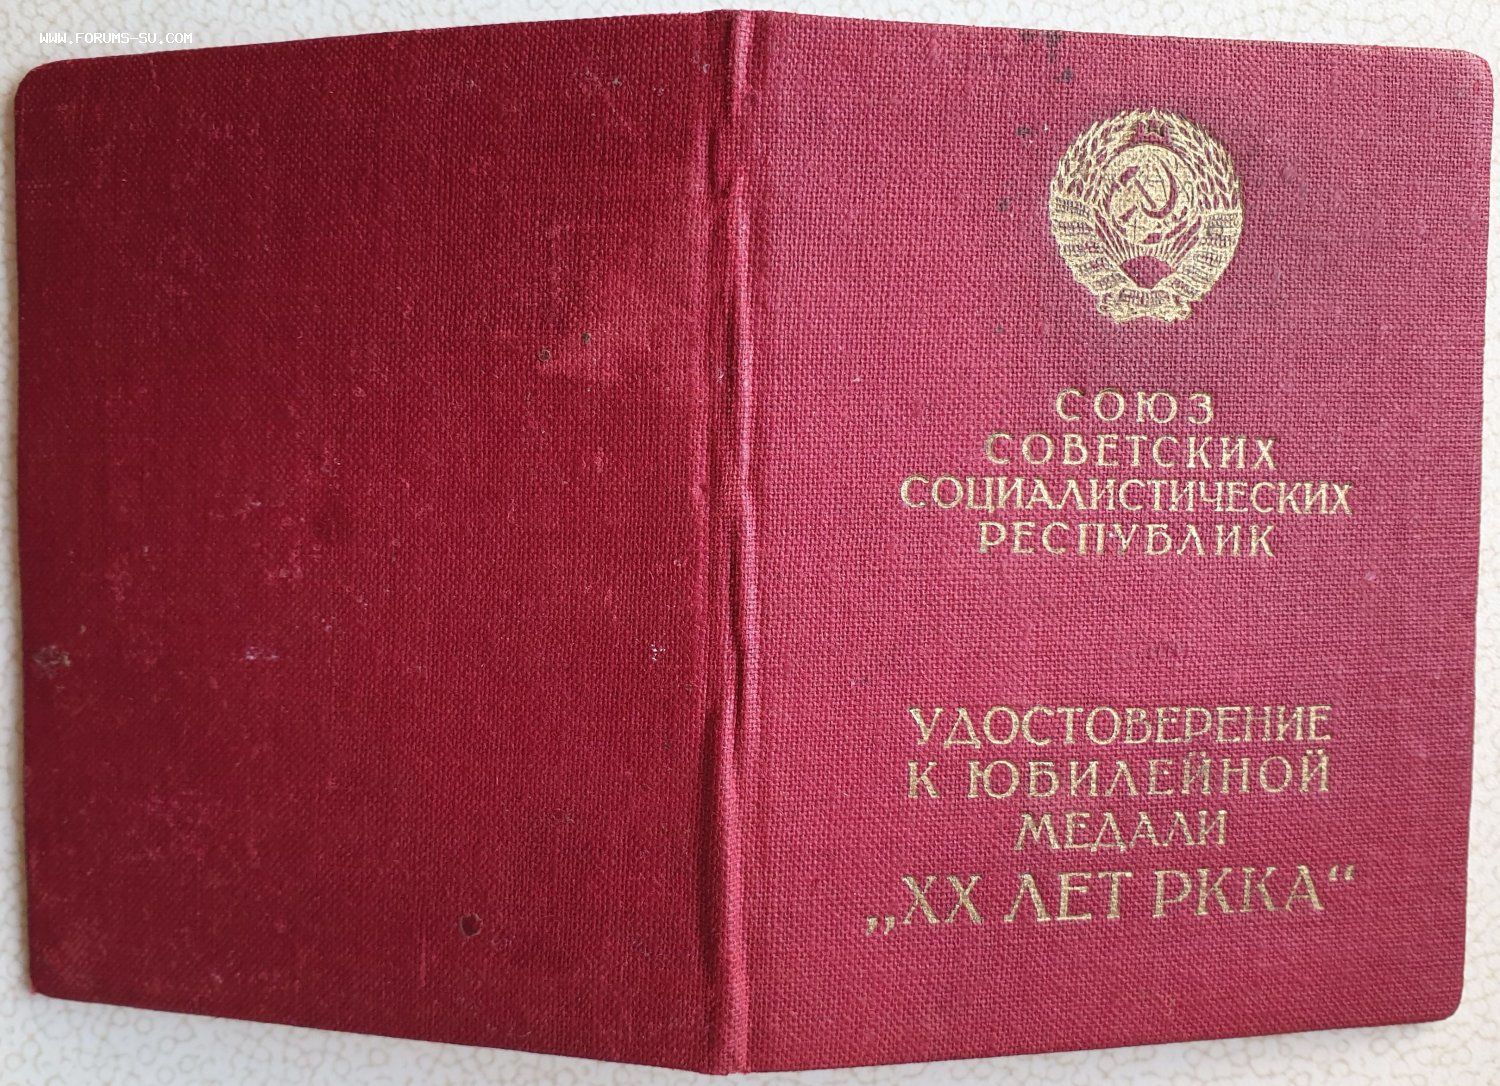 WWW.FORUMS-SU.COM
СОЮЗ
СОВЕТСКИХ
СОЦИАЛИСТИЧЕСКИХ
РЕСПУБЛИК
УДОСТОВЕРЕНИЕ
К ЮБИЛЕЙНОЙ
МЕДАЛИ
„XX ЛЕТ РККА“